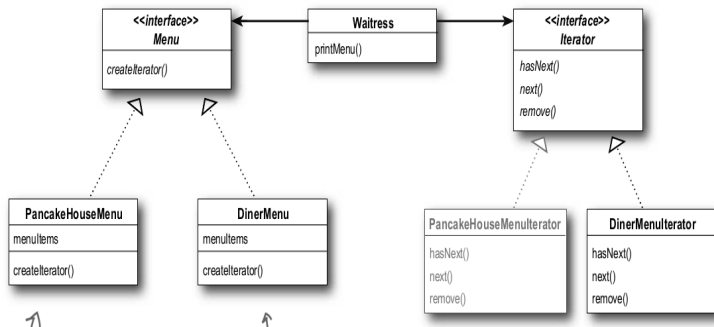 <<interface>>
Menu
createIterator()
Waitress
printMenu()
<<interface>>
Iterator
hasNext()
next()
remove()
PancakeHouseMenu
menuItems
createIterator()
DinerMenu
menuItems
createIterator()
PancakeHouseMenuIterator
hasNext()
next()
remove()
DinerMenuIterator
hasNext()
next()
remove()